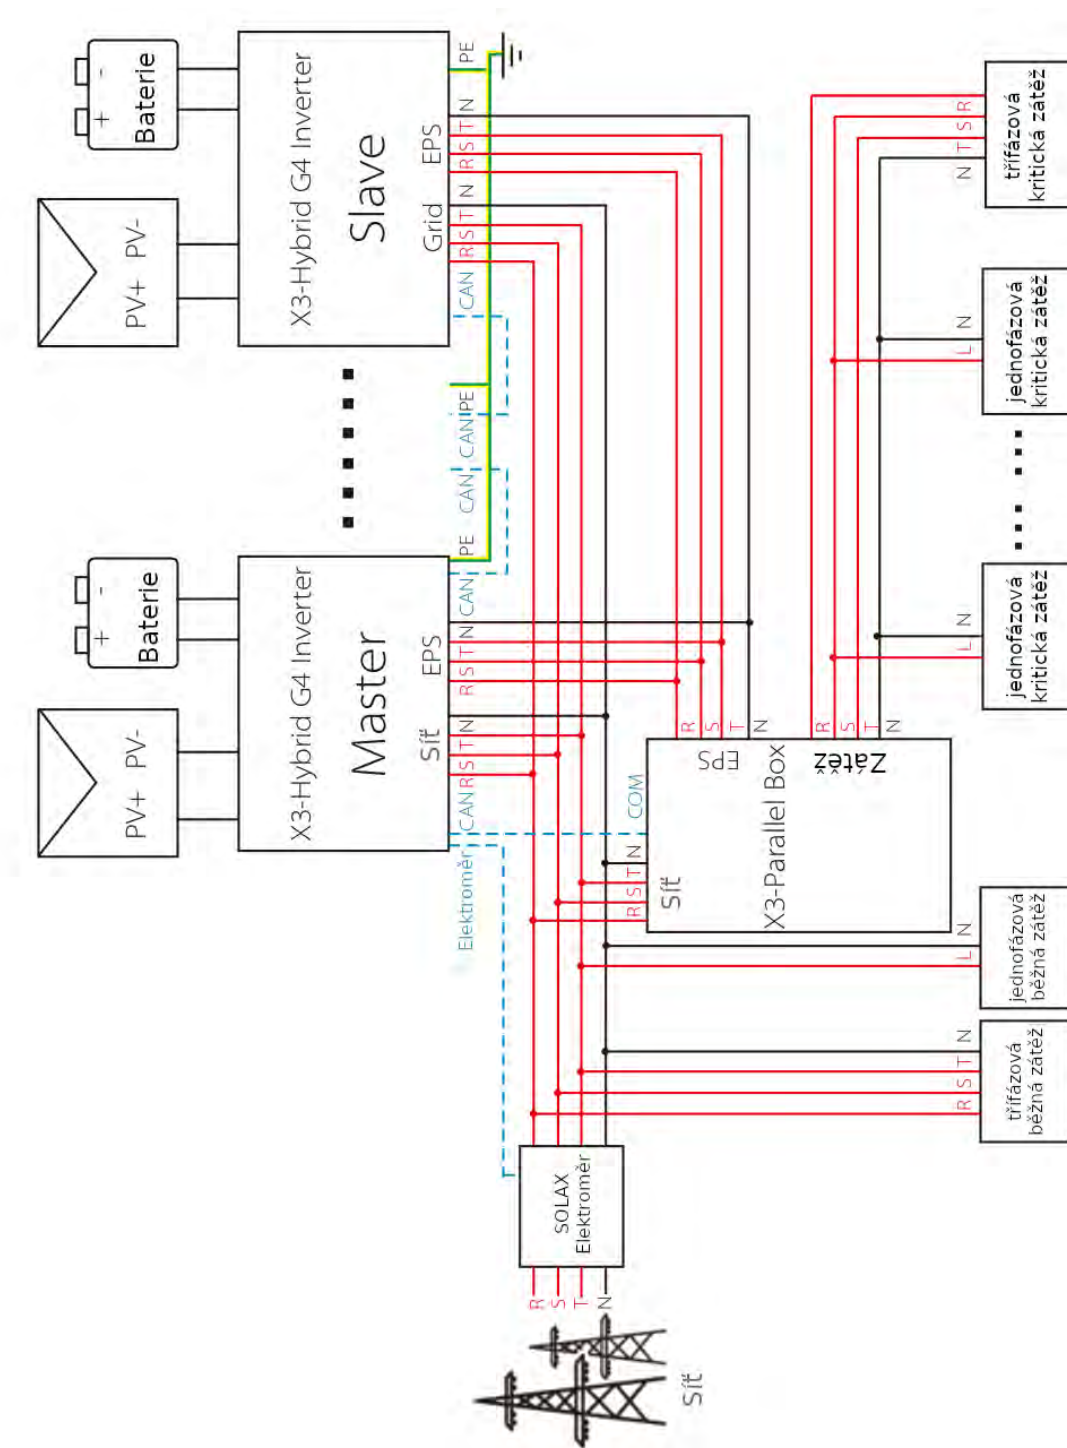 Baterie
+ -
PV+ PV-
X3-Hybrid G4 Inverter
Slave
Grid
EPS
CAN R S T N R S T N PE
CAN CAN PE
Baterie
+ -
PV+ PV-
X3-Hybrid G4 Inverter
Master
Síť
EPS
Elektroměr CAN R S T N R S T N CAN PE
R S T N
Síť
COM
X3-Parallel Box
EPS
R S T N
Zátěž
R S T N
třífázová
kritická zátěž
N T S R
jednofázová
kritická zátěž
L N
jednofázová
kritická zátěž
L N
jednofázová
běžná zátěž
L N
třífázová
běžná zátěž
R S T N
SOLAX
Elektroměr
R
S
T
N
Síť